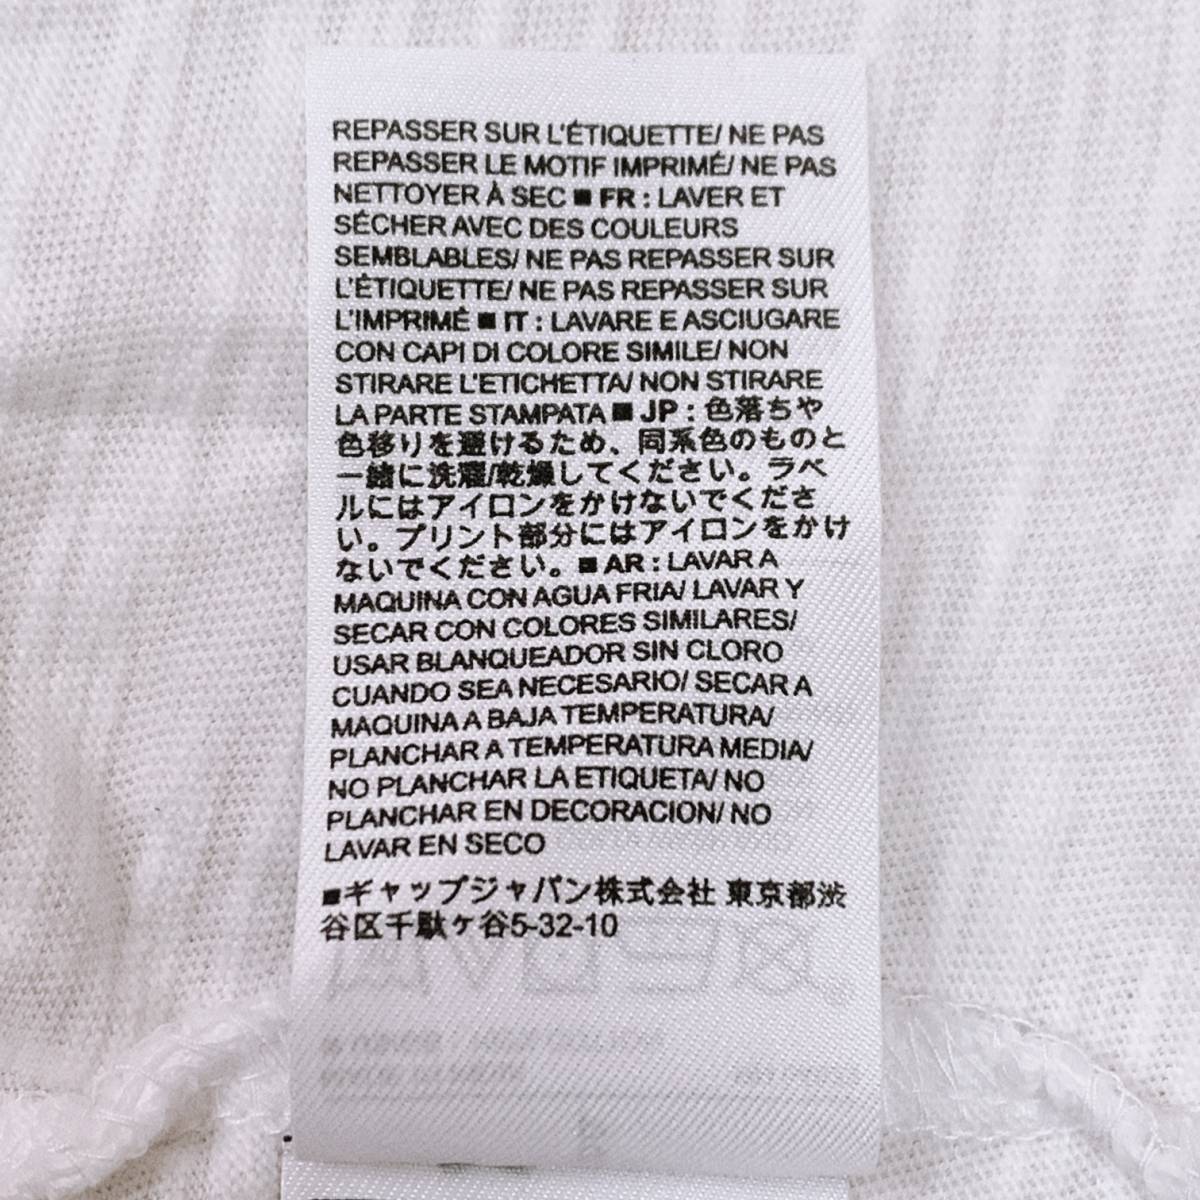 REPASSER SUR L'ÉTIQUETTE/ NE PAS
REPASSER LE MOTIF IMPRIMÉ/ NE PAS
NETTOYER À SEC ■ FR : LAVER ET
SÉCHER AVEC DES COULEURS
SEMBLABLES/ NE PAS REPASSER SUR
L'ÉTIQUETTE/ NE PAS REPASSER SUR
L'IMPRIMÉ ■ IT : LAVARE E ASCIUGARE
CON CAPI DI COLORE SIMILE/ NON
STIRARE L'ETICHETTA/ NON STIRARE
LA PARTE STAMPATA ■ JP : 色落ちや
色移りを避けるため、同系色のものと
一緒に洗濯/乾燥してください。ラベ
ルにはアイロンをかけないでくださ
い。プリント部分にはアイロンをかけ
ないでください。■ AR : LAVAR A
MAQUINA CON AGUA FRIA/ LAVAR Y
SECAR CON COLORES SIMILARES/
USAR BLANQUEADOR SIN CLORO
CUANDO SEA NECESARIO/ SECAR A
MAQUINA A BAJA TEMPERATURA/
PLANCHAR A TEMPERATURA MEDIA/
NO PLANCHAR LA ETIQUETA/ NO
PLANCHAR EN DECORACION/ NO
LAVAR EN SECO
■ギャップジャパン株式会社 東京都渋
谷区千駄ヶ谷5-32-10